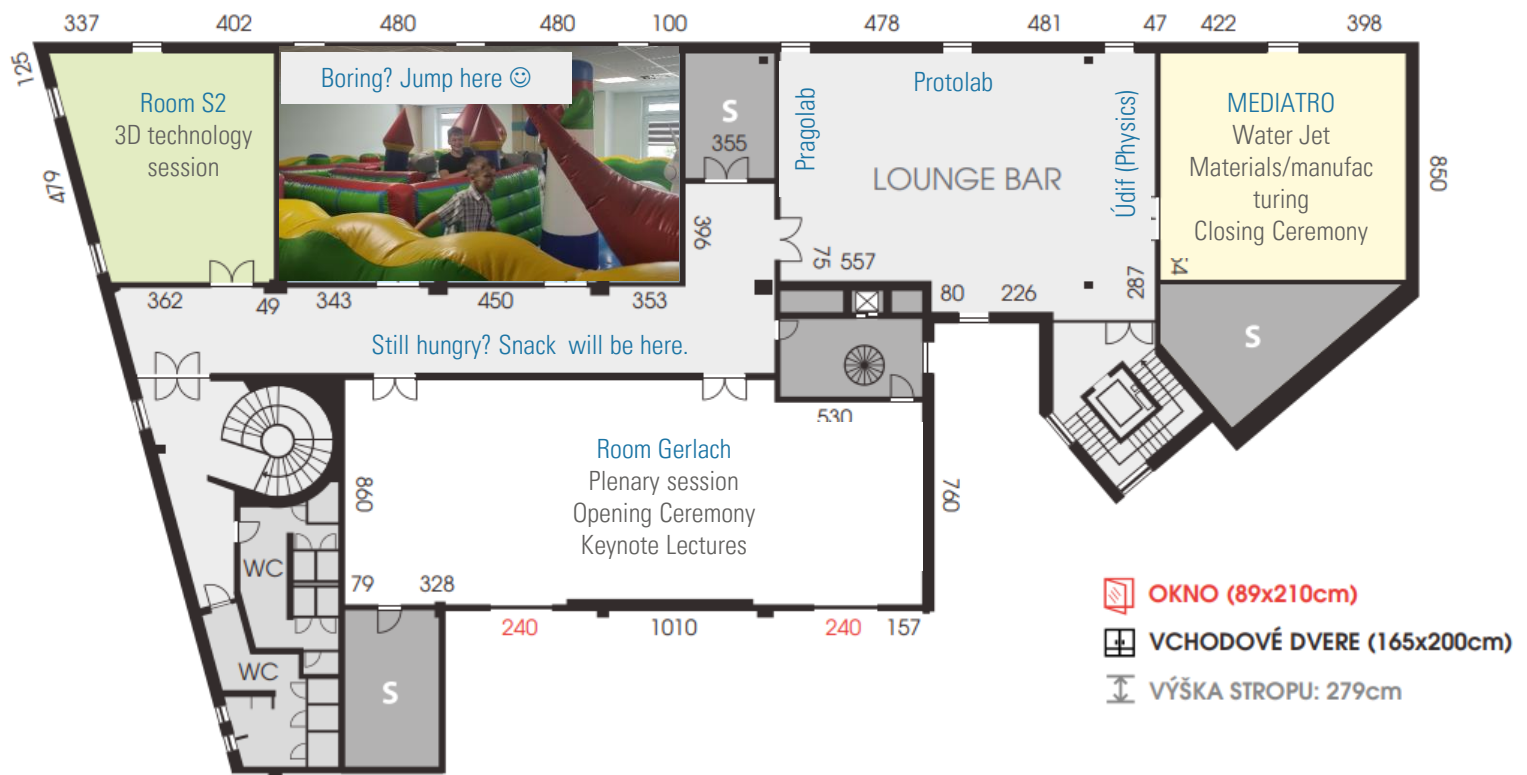 337 402 480 480 100 478 481 47 422 398
125
479
Boring? Jump here ☺
Room S2
3D technology
session
S
355
396
Pragolab
Protolab
LOUNGE BAR
Údif (Physics)
MEDIATRO
Water Jet
Materials/manufac
turing
Closing Ceremony
850
75 557
80 226
287
362 49 343 450 353
S
Still hungry? Snack will be here.
530
Room Gerlach
Plenary session
Opening Ceremony
Keynote Lectures
868
760
WC
79 328
240 1010 240 157
WC
S
OKNO (89x210cm)
VCHODOVÉ DVERE (165x200cm)
VÝŠKA STROPU: 279cm